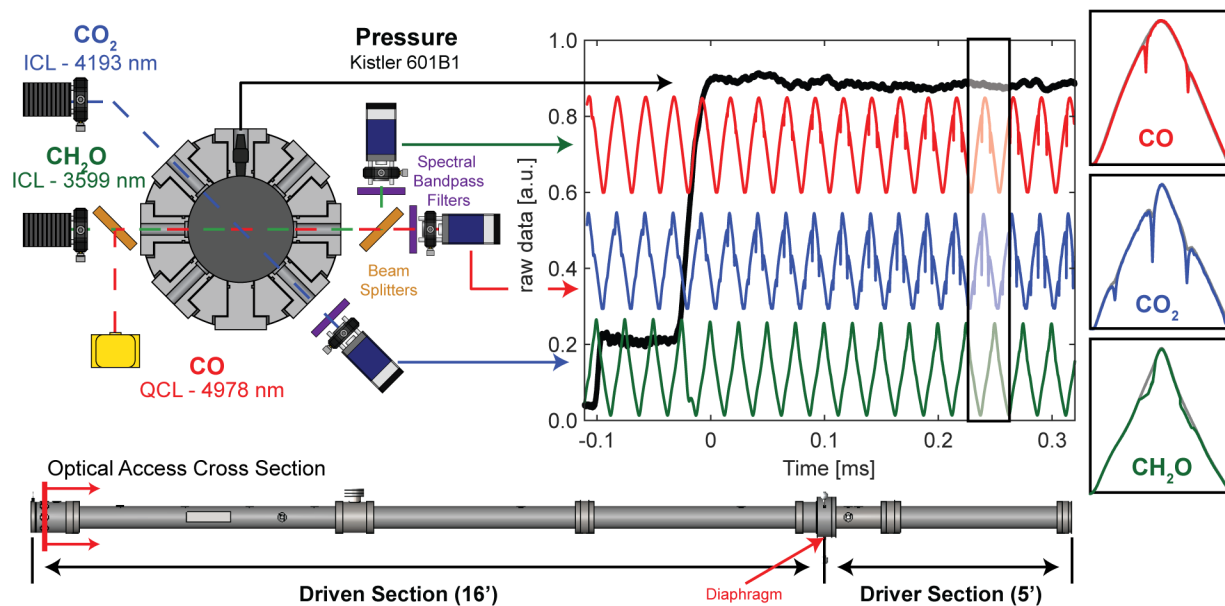 CO2
ICL - 4193 nm
CH2O
ICL - 3599 nm
Pressure
Kistler 601B1
Spectral
Bandpass
Filters
Beam
Splitters
CO
QCL - 4978 nm
raw data [a.u.]
1.0
0.8
0.6
0.4
0.2
0.0
-0.1
0
0.1
0.2
0.3
Time [ms]
CO
CO2
CH2O
Optical Access Cross Section
Driven Section (16’)
Diaphragm
Driver Section (5’)